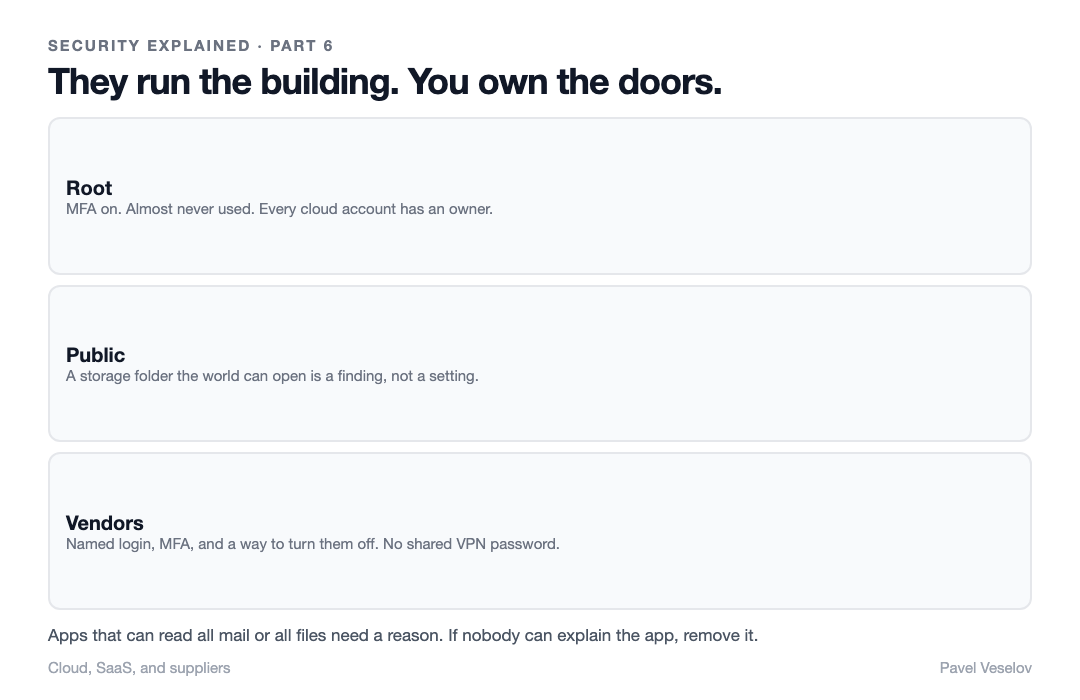 SECURITY EXPLAINED · PART 6
They run the building. You own the doors.
Root
MFA on. Almost never used. Every cloud account has an owner.
Public
A storage folder the world can open is a finding, not a setting.
Vendors
Named login, MFA, and a way to turn them off. No shared VPN password.
Apps that can read all mail or all files need a reason. If nobody can explain the app, remove it.
Cloud, SaaS, and suppliers
Pavel Veselov